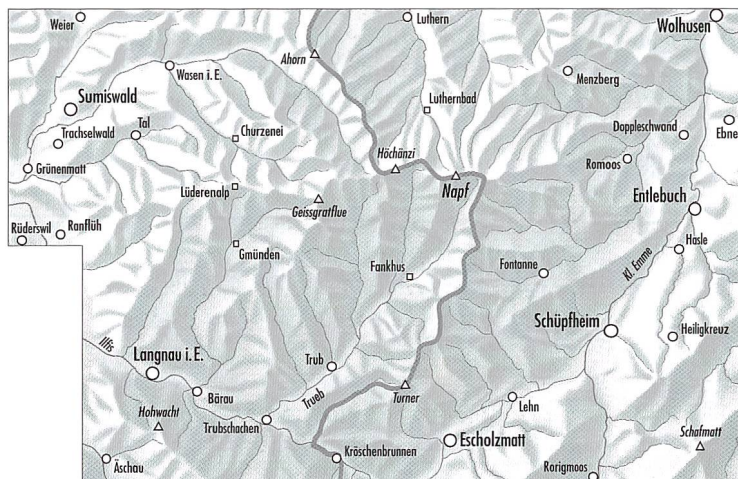 Weier
Luthern
Wolhusen
Ahorn
Wasen i. E.
Menzberg
Sumiswald
Luthernbad
Trachselwald
Tal
Churzenei
Doppleschwand
Ebne
Höchänzi
Romoos
Grünenmatt
Napf
Lüderenalp
Geissgratflue
Entlebuch
Rüderswil
Ranflüh
Gmünden
Hasle
Fankhus
Fontanne
Kl. Emme
Schüpfheim
Heiligkreuz
Ilfis
Langnau i. E.
Trub
Bärau
Trueb
Turner
Lehn
Hohwacht
Trubschachen
Escholzmatt
Schafmatt
Äschau
Kröschenbrunnen
Rorigmoos